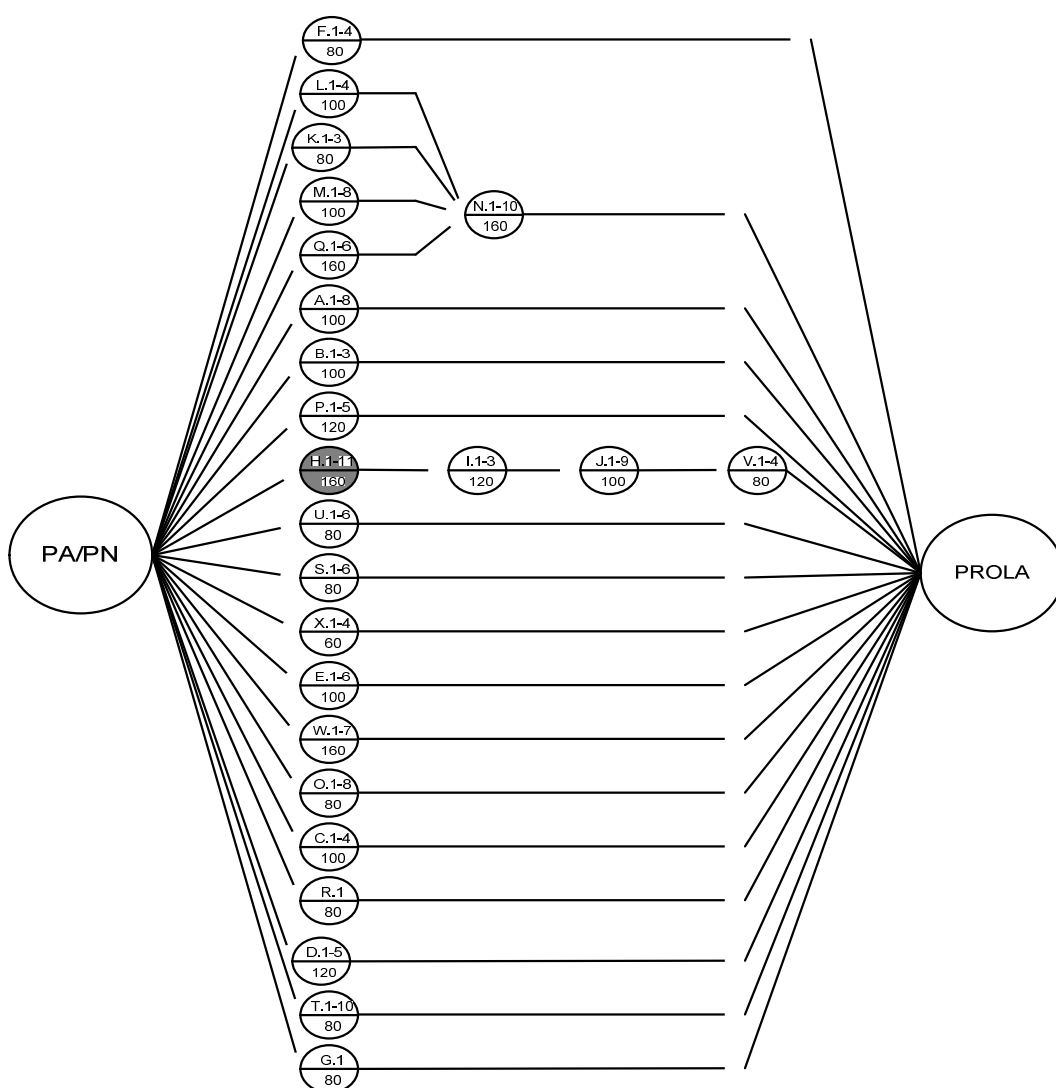 F.1-4
80
L.1-4
100
K.1-3
80
M.1-8
100
N.1-10
160
Q.1-6
160
A.1-8
100
B.1-3
100
P.1-5
120
H.1-11
160
I.1-3
120
J.1-9
100
V.1-4
80
U.1-6
80
PA/PN
PROLA
S.1-6
80
X.1-4
60
E.1-6
100
W.1-7
160
O.1-8
80
C.1-4
100
R.1
80
D.1-5
120
T.1-10
80
G.1
80